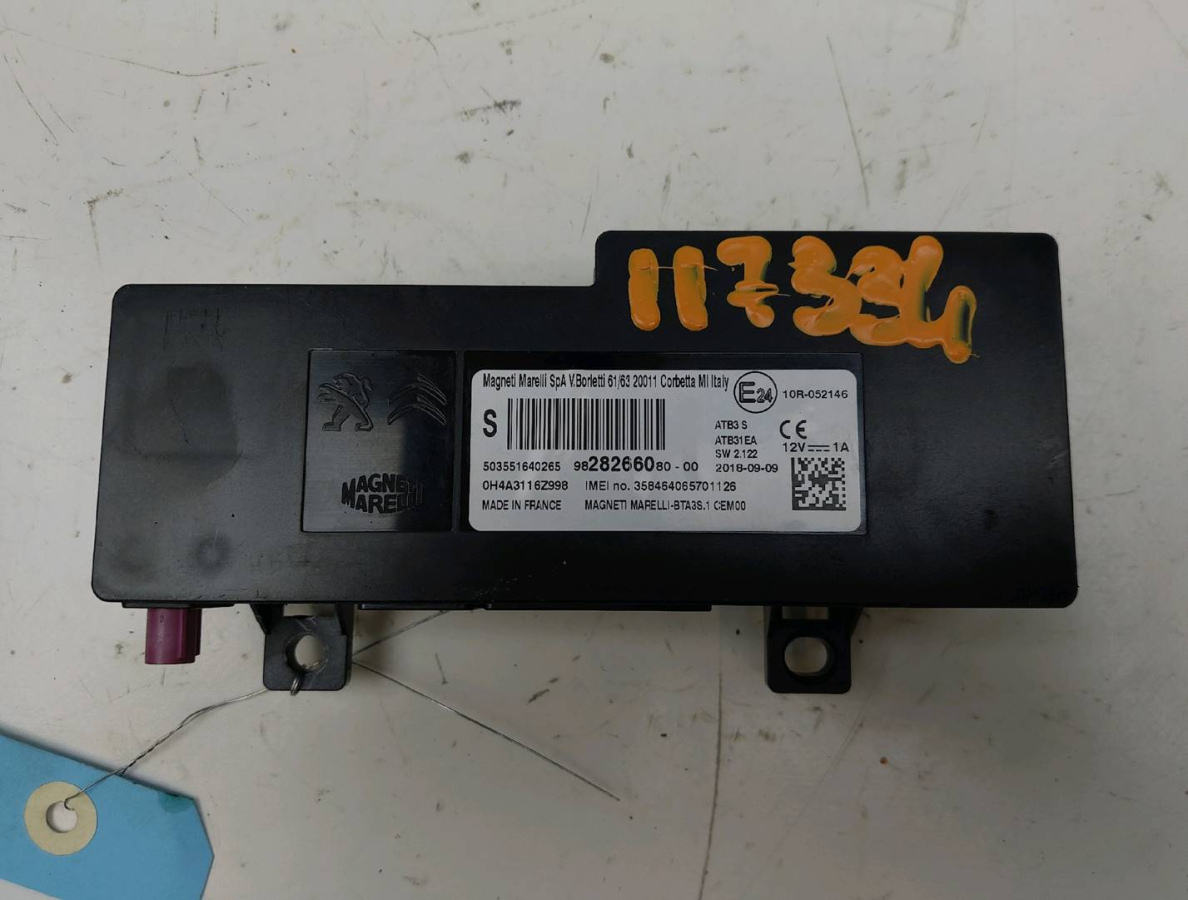 117334
Magneti Marelli SpA V.Borletti 61/63 20011 Corbetta MI Italy
E24
10R-052146
S
ATB3 S
ATB31EA
SW 2.122
CE
12V 1A
503551640265 9828266080-00 2018-09-09
0H4A3116Z998 IMEI no. 358464065701126
MADE IN FRANCE MAGNETI MARELLI-BTA3S.1 CEM00
MAGNETI
MARELLI